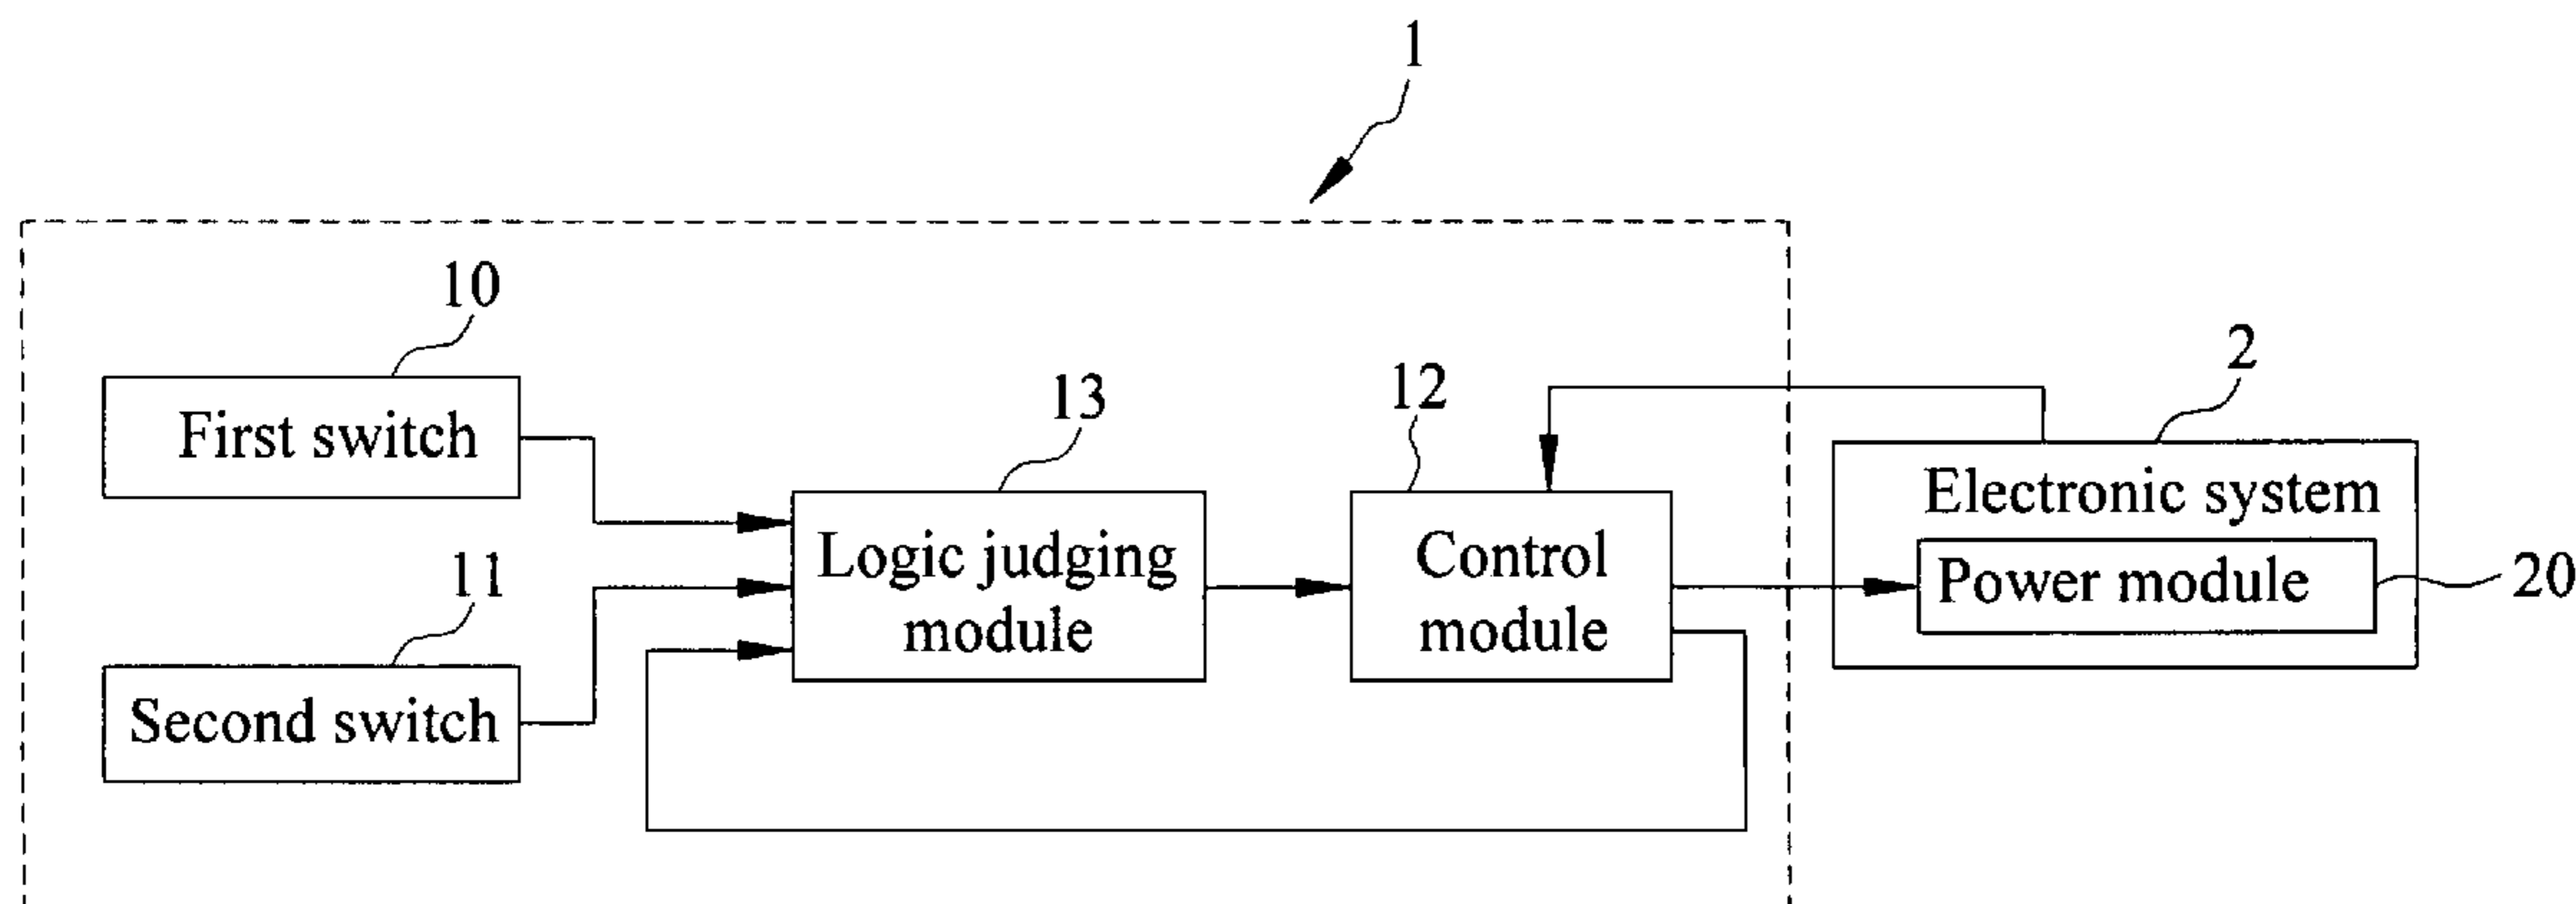 1
10
First switch
11
Second switch
13
Logic judging
module
12
Control
module
2
Electronic system
Power module
20